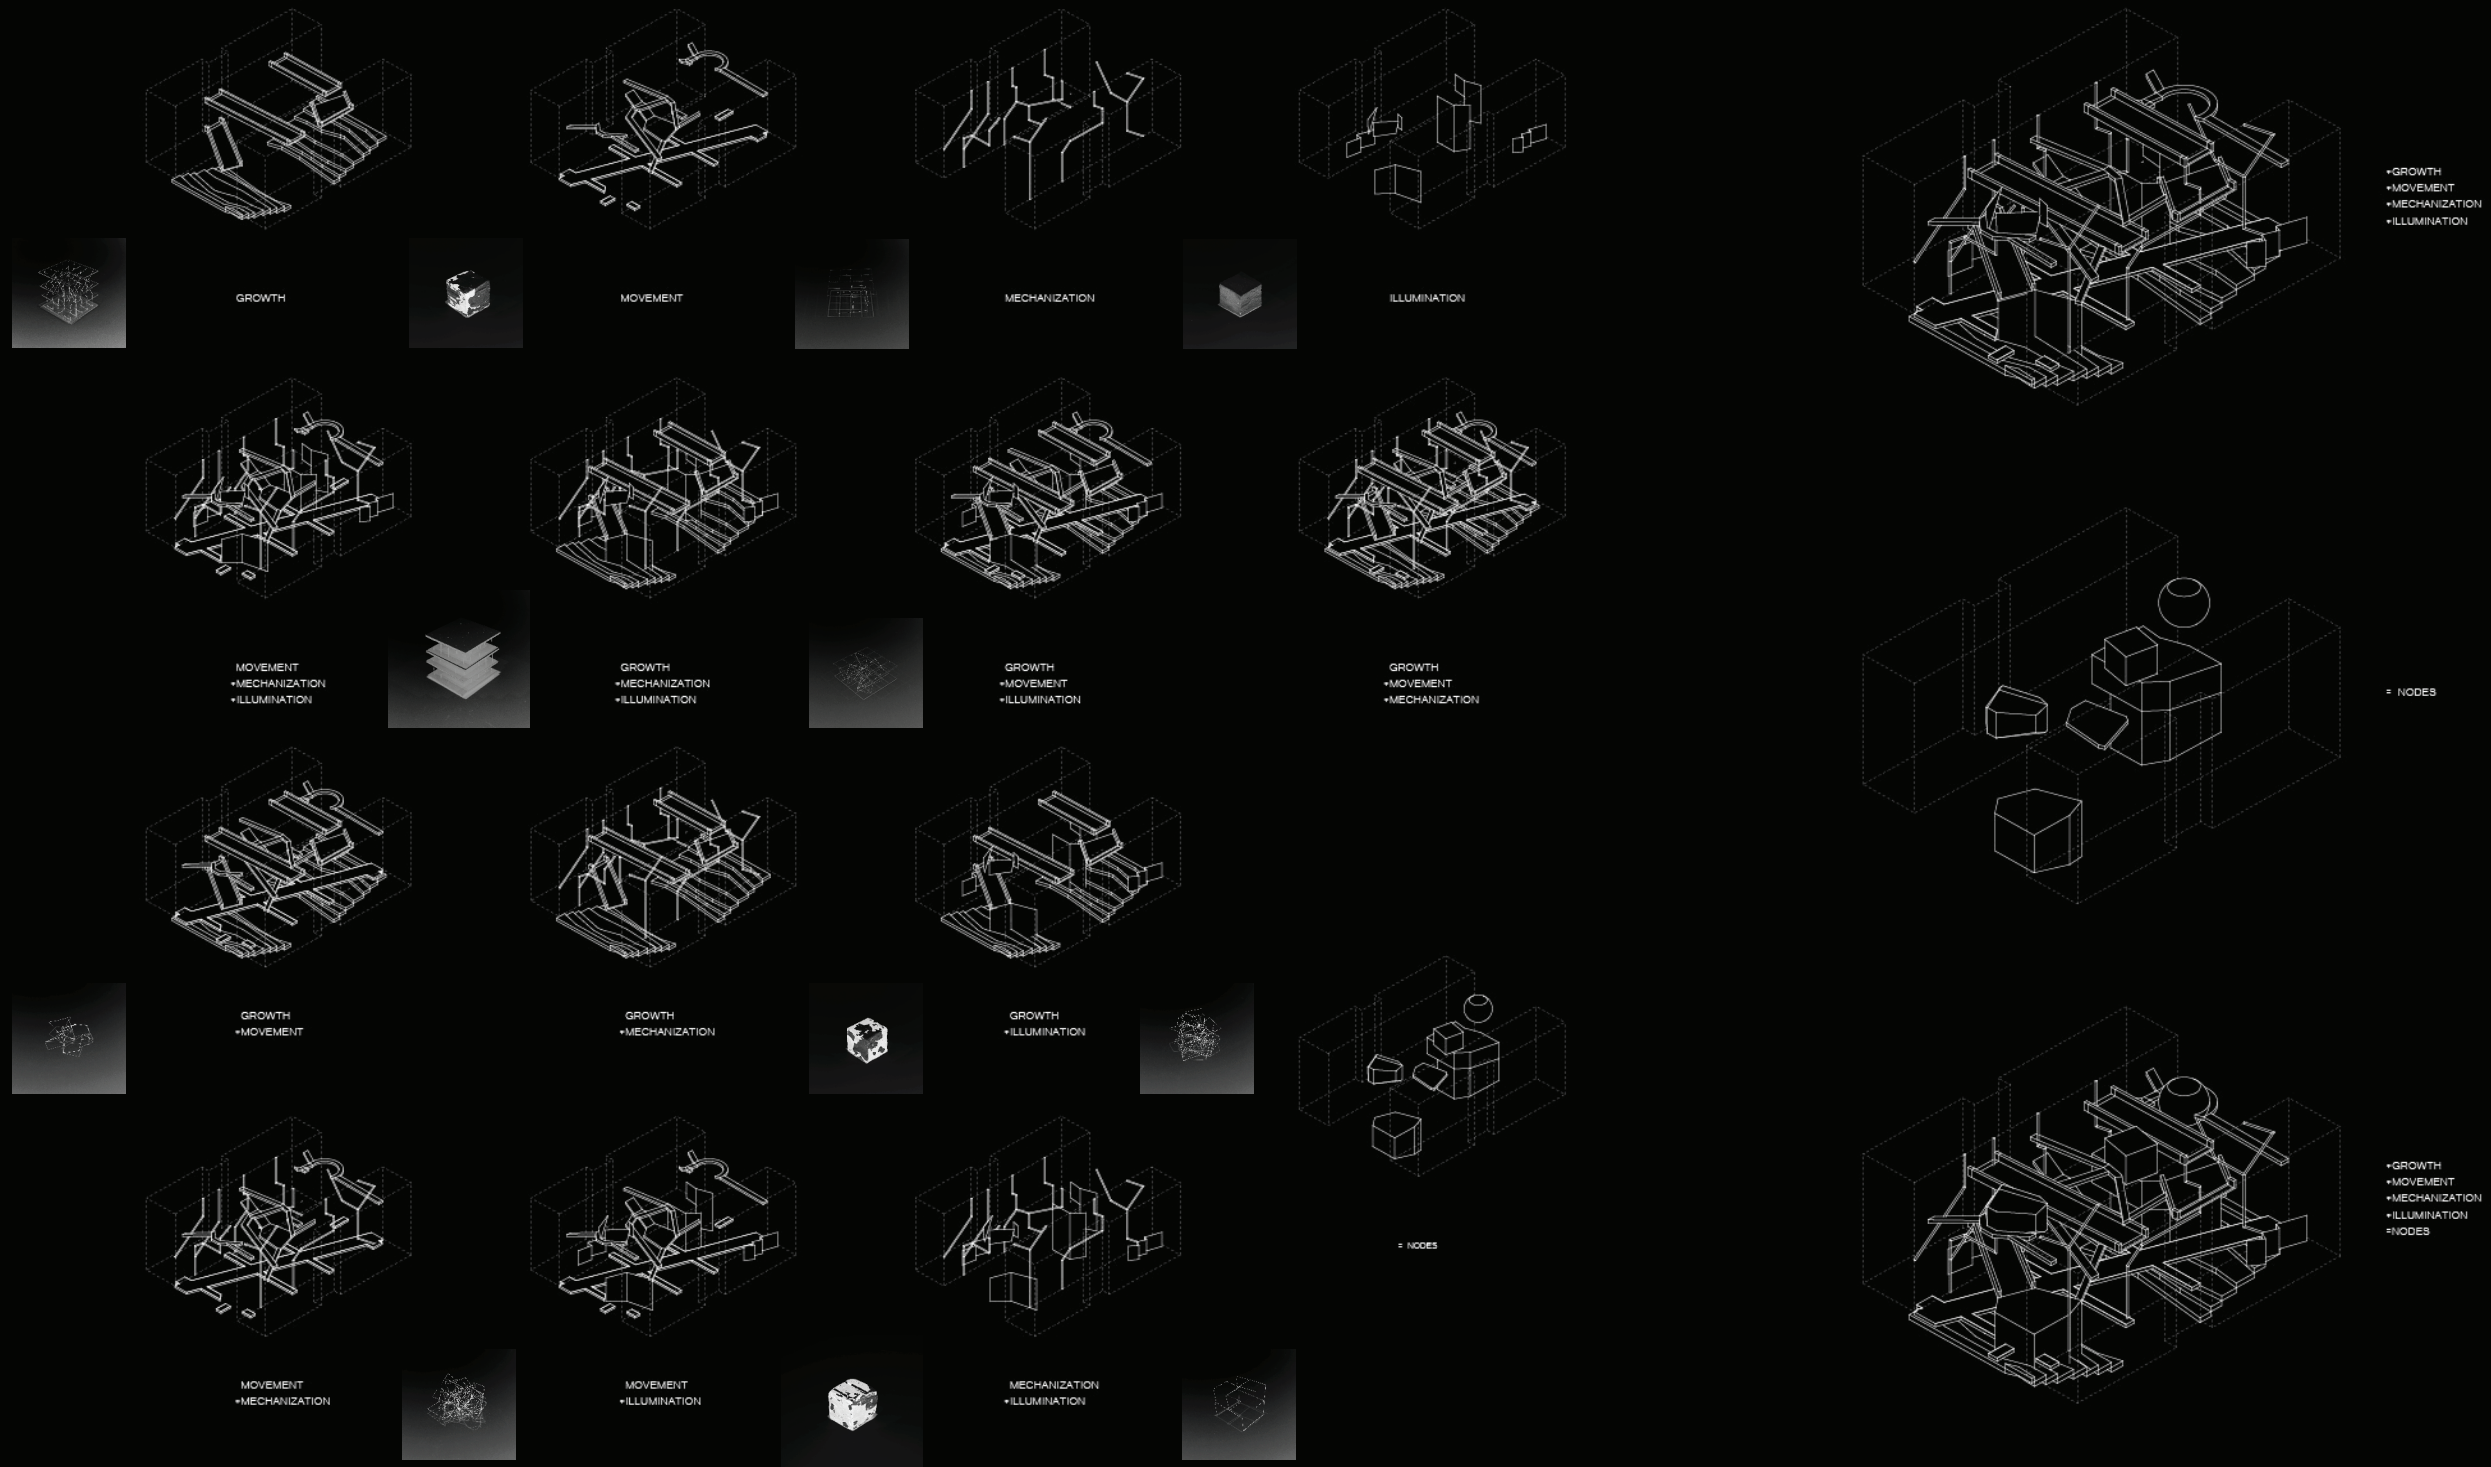 GROWTH
MOVEMENT
MECHANIZATION
ILLUMINATION
+GROWTH
+MOVEMENT
+MECHANIZATION
+ILLUMINATION
MOVEMENT
+MECHANIZATION
+ILLUMINATION
GROWTH
+MECHANIZATION
+ILLUMINATION
GROWTH
+MOVEMENT
+ILLUMINATION
GROWTH
+MOVEMENT
+MECHANIZATION
= NODES
GROWTH
+MOVEMENT
GROWTH
+MECHANIZATION
GROWTH
+ILLUMINATION
= NODES
+GROWTH
+MOVEMENT
+MECHANIZATION
+ILLUMINATION
=NODES
MOVEMENT
+MECHANIZATION
MOVEMENT
+ILLUMINATION
MECHANIZATION
+ILLUMINATION